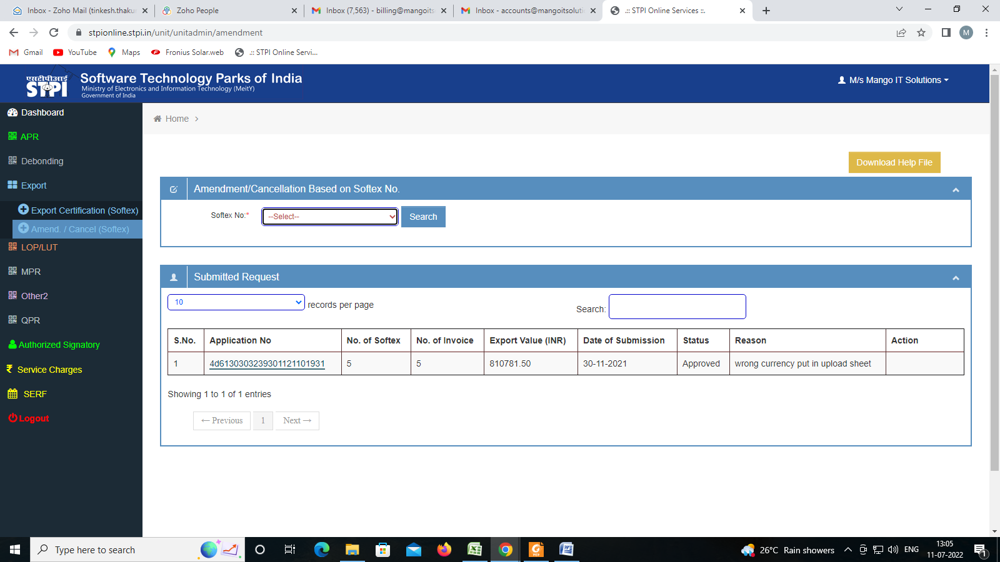 Inbox - Zoho Mail (tinkesh.thakur
Zoho People
Inbox (7,563) - billing@mangoits
Inbox - accounts@mangoitsoluti
.:: STPI Online Services ::.
stpionline.stpi.in/unit/unitadmin/amendment
M
Gmail
YouTube
Maps
Fronius Solar.web
.:: STPI Online Servi...
एसटीपीआई
STPI
Software Technology Parks of India
Ministry of Electronics and Information Technology (MeitY)
Government of India
M/s Mango IT Solutions
Dashboard
APR
Debonding
Export
Export Certification (Softex)
Amend. / Cancel (Softex)
LOP/LUT
MPR
Other2
QPR
Authorized Signatory
₹ Service Charges
SERF
Logout
Home >
Download Help File
Amendment/Cancellation Based on Softex No.
Softex No:* --Select-- Search
Submitted Request
10 records per page
Search:
S.No. Application No No. of Softex No. of Invoice Export Value (INR) Date of Submission Status Reason Action
1 4d6130303239301121101931 5 5 810781.50 30-11-2021 Approved wrong currency put in upload sheet
Showing 1 to 1 of 1 entries
← Previous 1 Next →
Type here to search
26°C Rain showers
ENG
13:05
11-07-2022
1